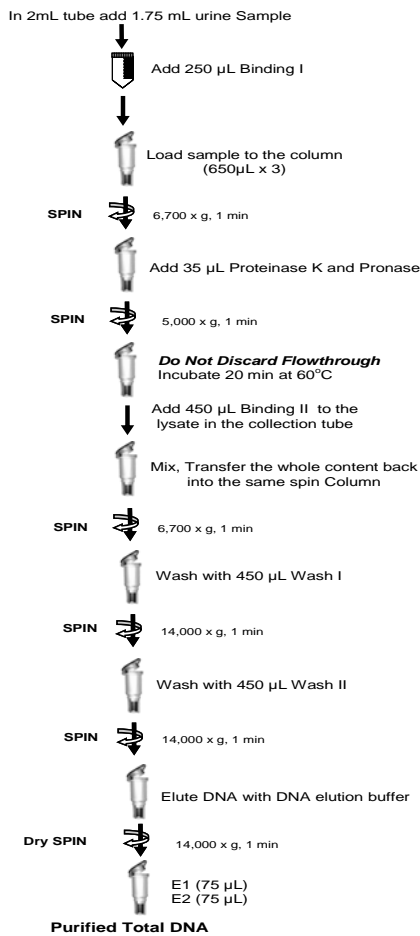 In 2mL tube add 1.75 mL urine Sample
Add 250 µL Binding I
Load sample to the column
(650µL x 3)
SPIN 6,700 x g, 1 min
Add 35 µL Proteinase K and Pronase
SPIN 5,000 x g, 1 min
Do Not Discard Flowthrough
Incubate 20 min at 60°C
Add 450 µL Binding II to the
lysate in the collection tube
Mix, Transfer the whole content back
into the same spin Column
SPIN 6,700 x g, 1 min
Wash with 450 µL Wash I
SPIN 14,000 x g, 1 min
Wash with 450 µL Wash II
SPIN 14,000 x g, 1 min
Elute DNA with DNA elution buffer
Dry SPIN 14,000 x g, 1 min
E1 (75 µL)
E2 (75 µL)
Purified Total DNA